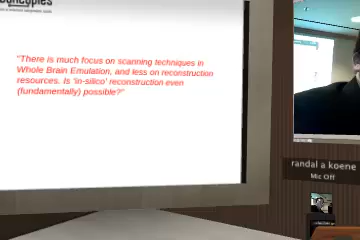 "There is much focus on scanning techniques in
Whole Brain Emulation, and less on reconstruction
resources. Is 'in-silico' reconstruction even
(fundamentally) possible?"
randal a koene
Mic Off